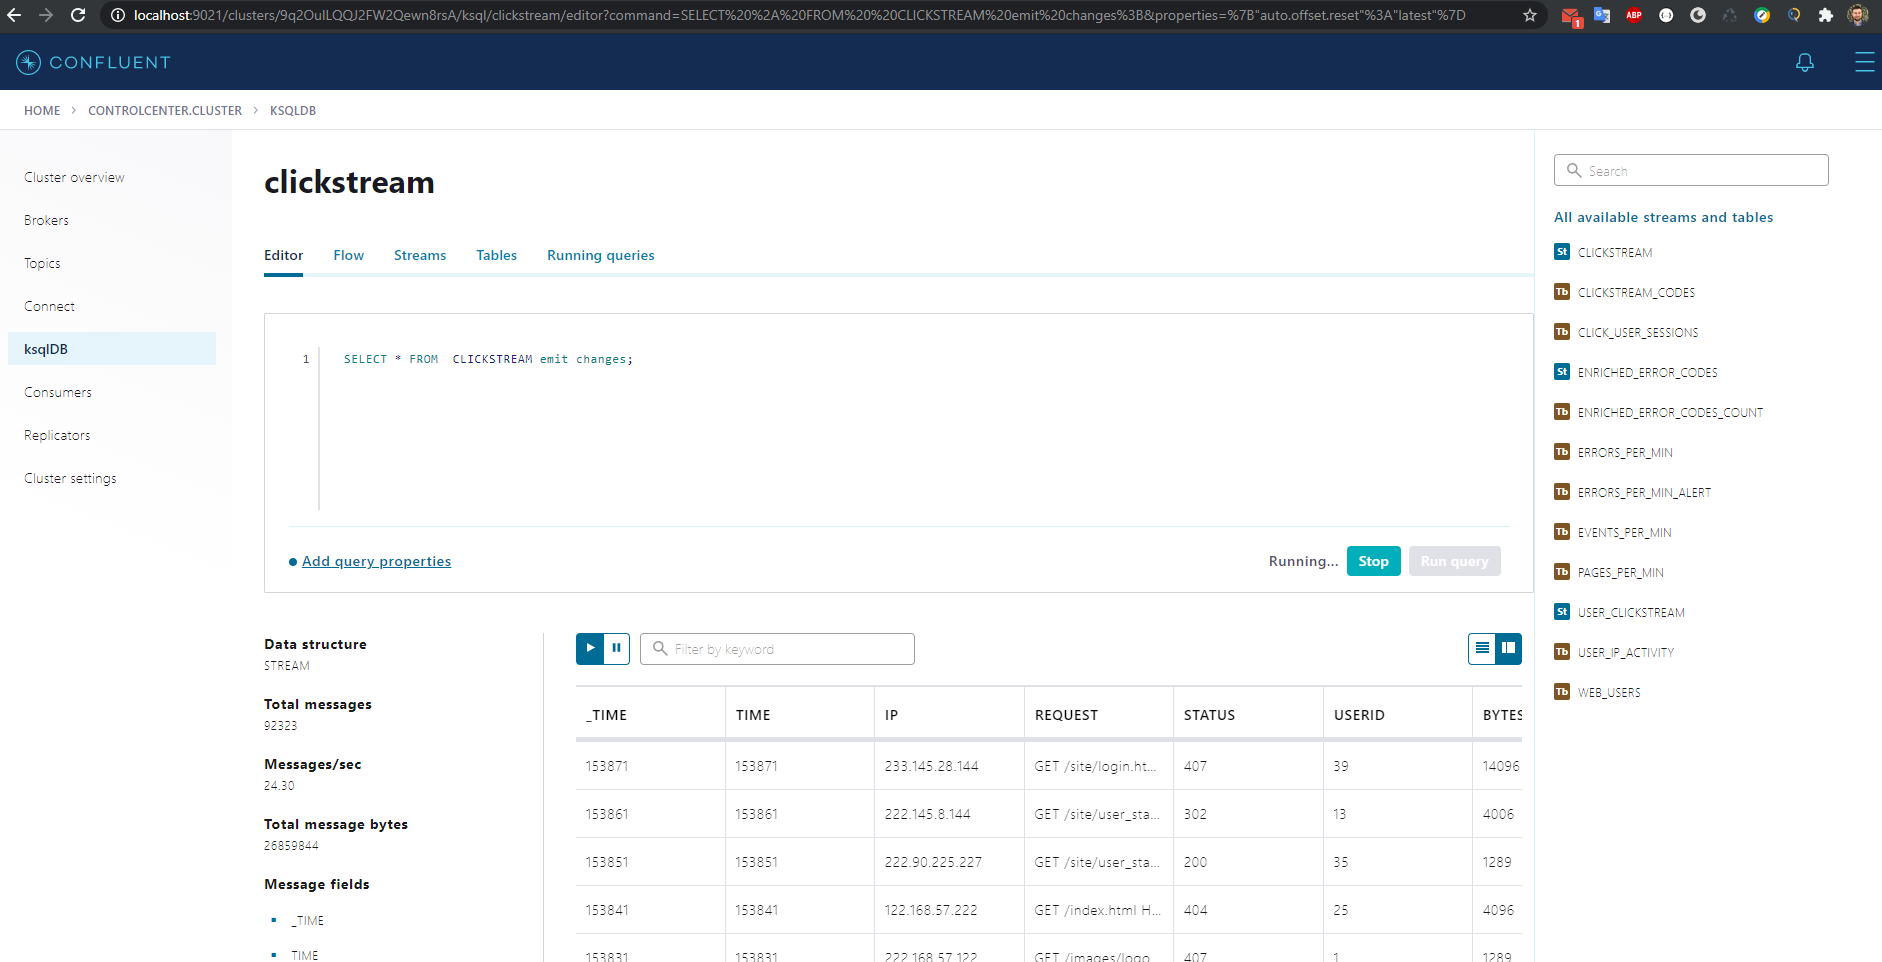 localhost:9021/clusters/9q2OuILQQJ2FW2Qewn8rsA/ksql/clickstream/editor?command=SELECT%20%2A%20FROM%20%20CLICKSTREAM%20emit%20changes%3B&properties=%7B"auto.offset.reset"%3A"latest"%7D
1
ABP
CONFLUENT
HOME > CONTROLCENTER.CLUSTER > KSQLDB
Cluster overview
Brokers
Topics
Connect
ksqlDB
Consumers
Replicators
Cluster settings
clickstream
Editor Flow Streams Tables Running queries
1 SELECT * FROM  CLICKSTREAM emit changes;
Add query properties
Running... Stop Run query
Data structure
STREAM
Total messages
92323
Messages/sec
24.30
Total message bytes
26859844
Message fields
_TIME
TIME
Filter by keyword
_TIME TIME IP REQUEST STATUS USERID BYTES
153871 153871 233.145.28.144 GET /site/login.ht... 407 39 14096
153861 153861 222.145.8.144 GET /site/user_sta... 302 13 4006
153851 153851 222.90.225.227 GET /site/user_sta... 200 35 1289
153841 153841 122.168.57.222 GET /index.html H... 404 25 4096
153831 153831 222.168.57.122 GET /images/logo... 407 1 1289
Search
All available streams and tables
St CLICKSTREAM
Tb CLICKSTREAM_CODES
Tb CLICK_USER_SESSIONS
St ENRICHED_ERROR_CODES
Tb ENRICHED_ERROR_CODES_COUNT
Tb ERRORS_PER_MIN
Tb ERRORS_PER_MIN_ALERT
Tb EVENTS_PER_MIN
Tb PAGES_PER_MIN
St USER_CLICKSTREAM
Tb USER_IP_ACTIVITY
Tb WEB_USERS